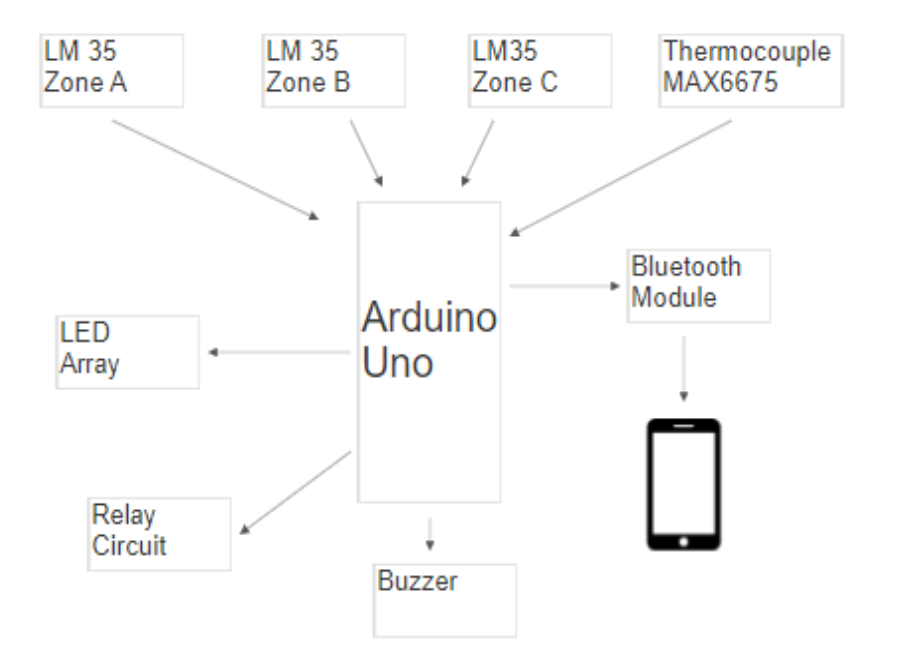 LM 35
Zone A
LM 35
Zone B
LM35
Zone C
Thermocouple
MAX6675
Bluetooth
Module
Arduino
Uno
LED
Array
Relay
Circuit
Buzzer